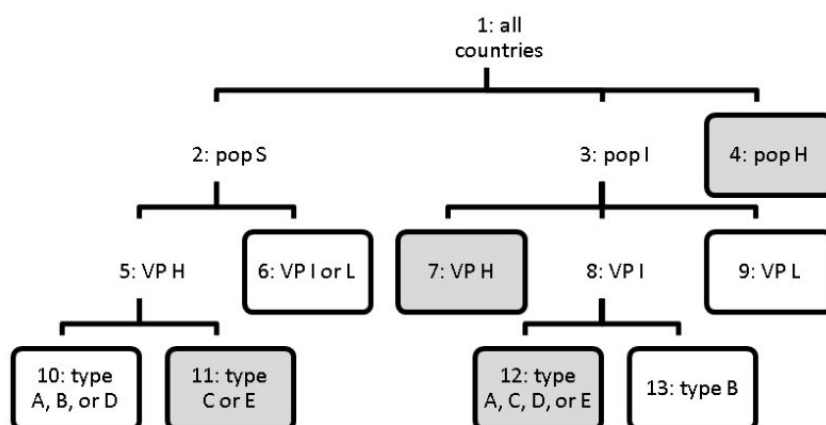 1: all
countries
2: pop S
3: pop I
4: pop H
5: VP H
6: VP I or L
7: VP H
8: VP I
9: VP L
10: type
A, B, or D
11: type
C or E
12: type
A, C, D, or E
13: type B